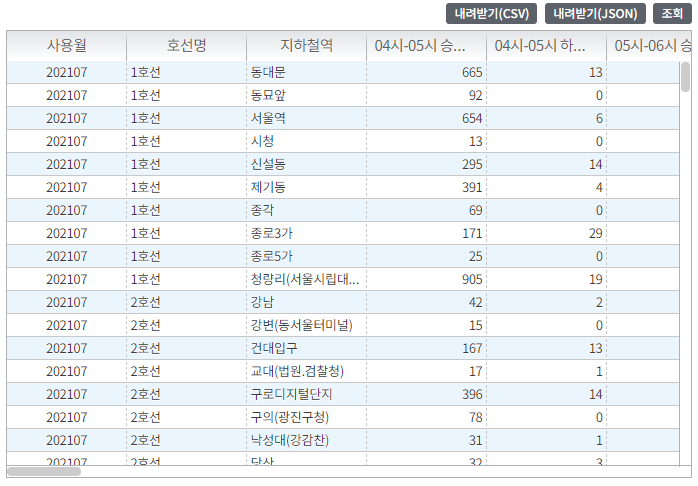 내려받기(CSV) 내려받기(JSON) 조회
사용월 호선명 지하철역 04시-05시 승... 04시-05시 하... 05시-06시 승
202107 1호선 동대문 665 13
202107 1호선 동묘앞 92 0
202107 1호선 서울역 654 6
202107 1호선 시청 13 0
202107 1호선 신설동 295 14
202107 1호선 제기동 391 4
202107 1호선 종각 69 0
202107 1호선 종로3가 171 29
202107 1호선 종로5가 25 0
202107 1호선 청량리(서울시립대... 905 19
202107 2호선 강남 42 2
202107 2호선 강변(동서울터미널) 15 0
202107 2호선 건대입구 167 13
202107 2호선 교대(법원.검찰청) 17 1
202107 2호선 구로디지털단지 396 14
202107 2호선 구의(광진구청) 78 0
202107 2호선 낙성대(강감찬) 31 1
202107 2호선 당산 32 3